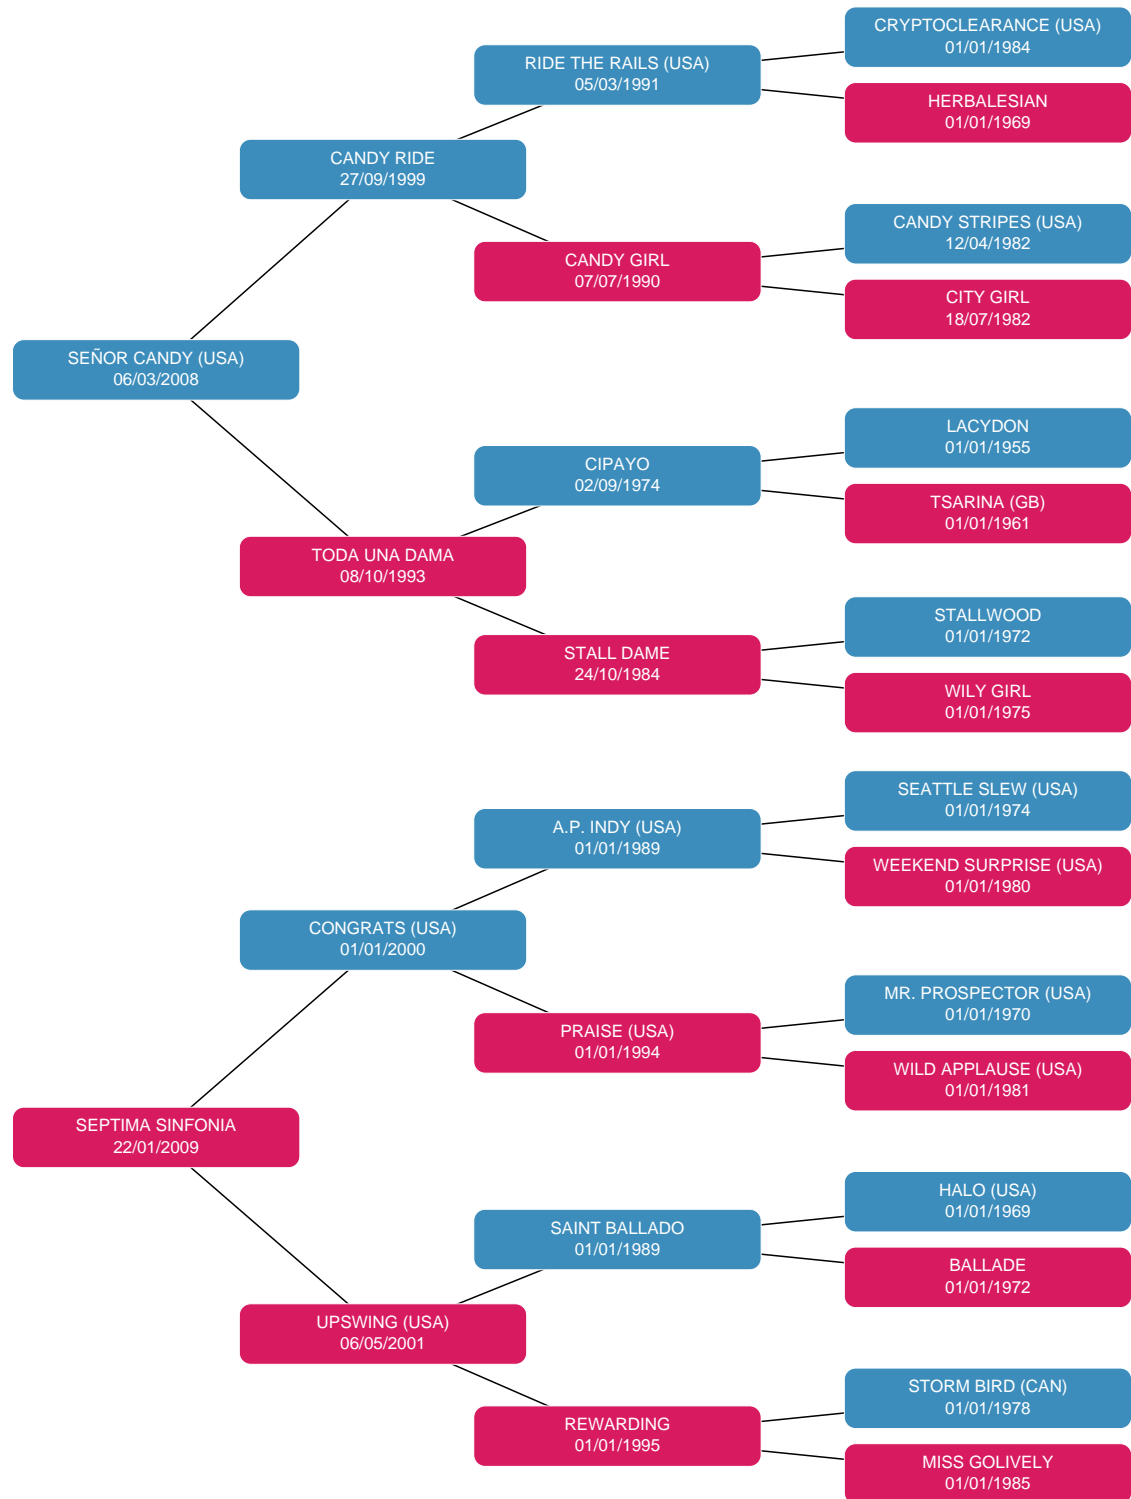 CRYPTOCLEARANCE (USA)
01/01/1984
RIDE THE RAILS (USA)
05/03/1991
HERBALESIAN
01/01/1969
CANDY RIDE
27/09/1999
CANDY STRIPES (USA)
12/04/1982
CANDY GIRL
07/07/1990
CITY GIRL
18/07/1982
SEÑOR CANDY (USA)
06/03/2008
LACYDON
01/01/1955
CIPAYO
02/09/1974
TSARINA (GB)
01/01/1961
TODA UNA DAMA
08/10/1993
STALLWOOD
01/01/1972
STALL DAME
24/10/1984
WILY GIRL
01/01/1975
SEATTLE SLEW (USA)
01/01/1974
A.P. INDY (USA)
01/01/1989
WEEKEND SURPRISE (USA)
01/01/1980
CONGRATS (USA)
01/01/2000
MR. PROSPECTOR (USA)
01/01/1970
PRAISE (USA)
01/01/1994
WILD APPLAUSE (USA)
01/01/1981
SEPTIMA SINFONIA
22/01/2009
HALO (USA)
01/01/1969
SAINT BALLADO
01/01/1989
BALLADE
01/01/1972
UPSWING (USA)
06/05/2001
STORM BIRD (CAN)
01/01/1978
REWARDING
01/01/1995
MISS GOLIVELY
01/01/1985